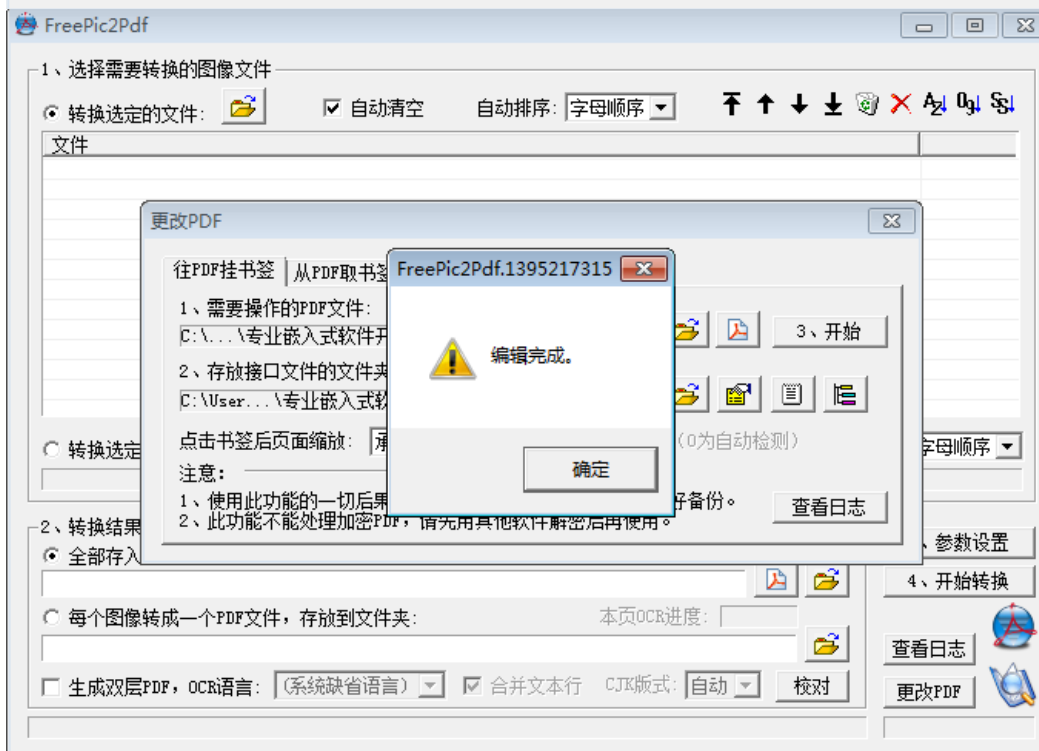 FreePic2Pdf
1、选择需要转换的图像文件
转换选定的文件: 自动清空 自动排序: 字母顺序
文件
更改PDF
往PDF挂书签 从PDF取书签
FreePic2Pdf.1395217315
1、需要操作的PDF文件:
C:\...\专业嵌入式软件开
3、开始
编辑完成。
2、存放接口文件的文件夹
C:\User...\专业嵌入式软
点击书签后页面缩放: 承 (0为自动检测)
转换选定 字母顺序
确定
注意:
1、使用此功能的一切后果 好备份。
2、此功能不能处理加密PDF，请先用其他软件解密后再使用。
查看日志
2、转换结果
全部存入
参数设置
4、开始转换
每个图像转成一个PDF文件，存放到文件夹: 本页OCR进度:
查看日志
生成双层PDF，OCR语言: (系统缺省语言) 合并文本行 CJK版式: 自动 校对
更改PDF